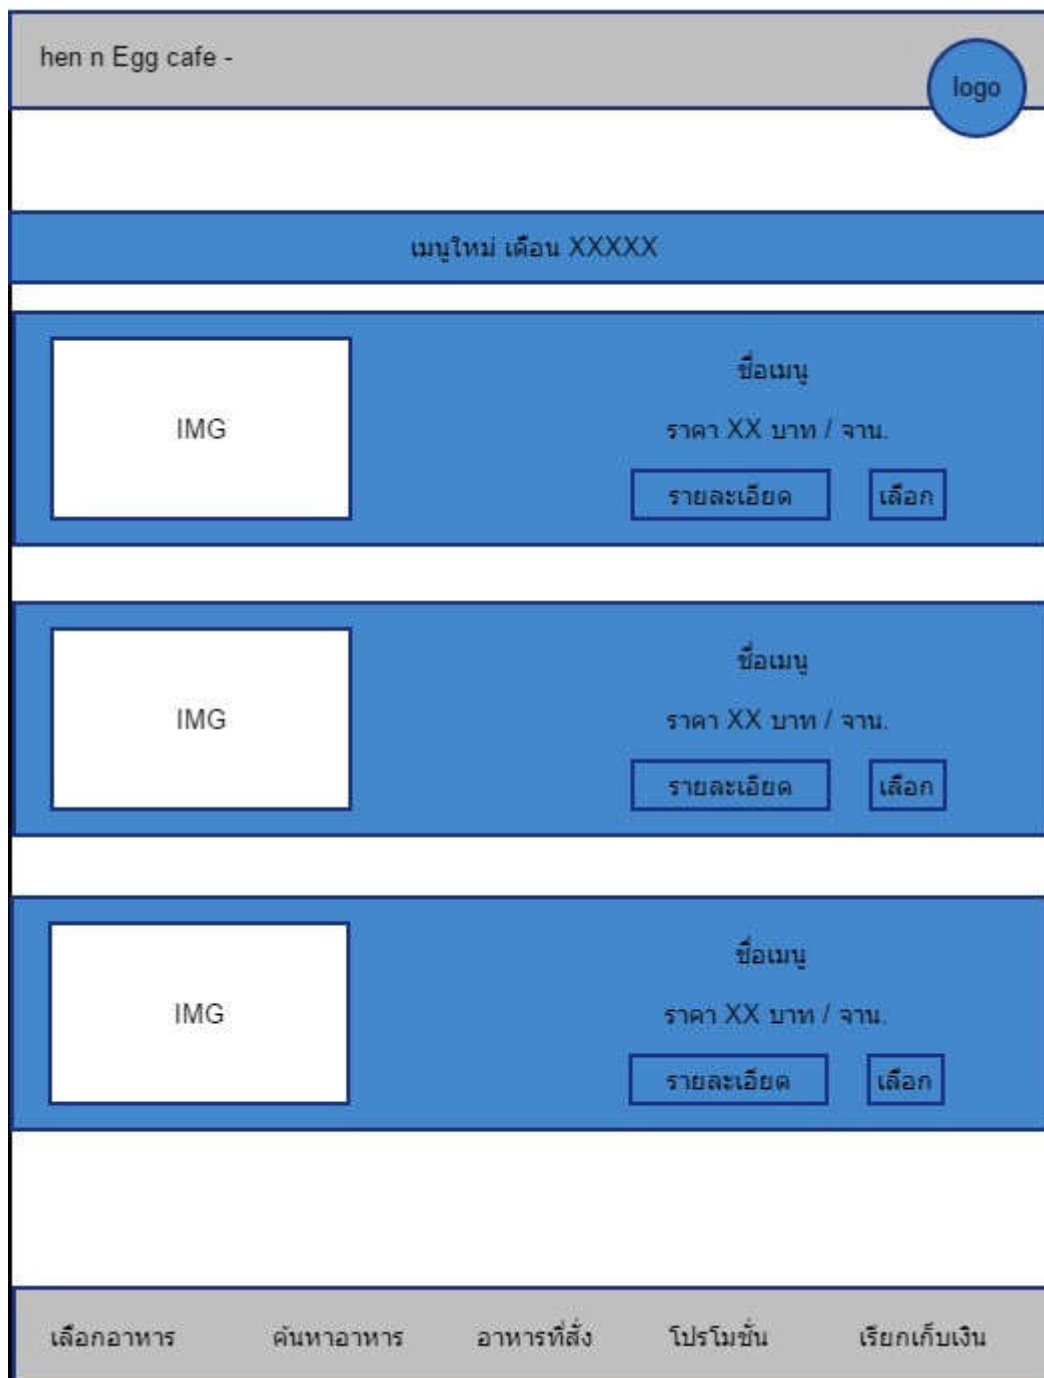 hen n Egg cafe -
logo
เมนูใหม่ เดือน XXXXX
IMG
ชื่อเมนู
ราคา XX บาท / จาน.
รายละเอียด เลือก
IMG
ชื่อเมนู
ราคา XX บาท / จาน.
รายละเอียด เลือก
IMG
ชื่อเมนู
ราคา XX บาท / จาน.
รายละเอียด เลือก
เลือกอาหาร ค้นหาอาหาร อาหารที่สั่ง โปรโมชั่น เรียกเก็บเงิน